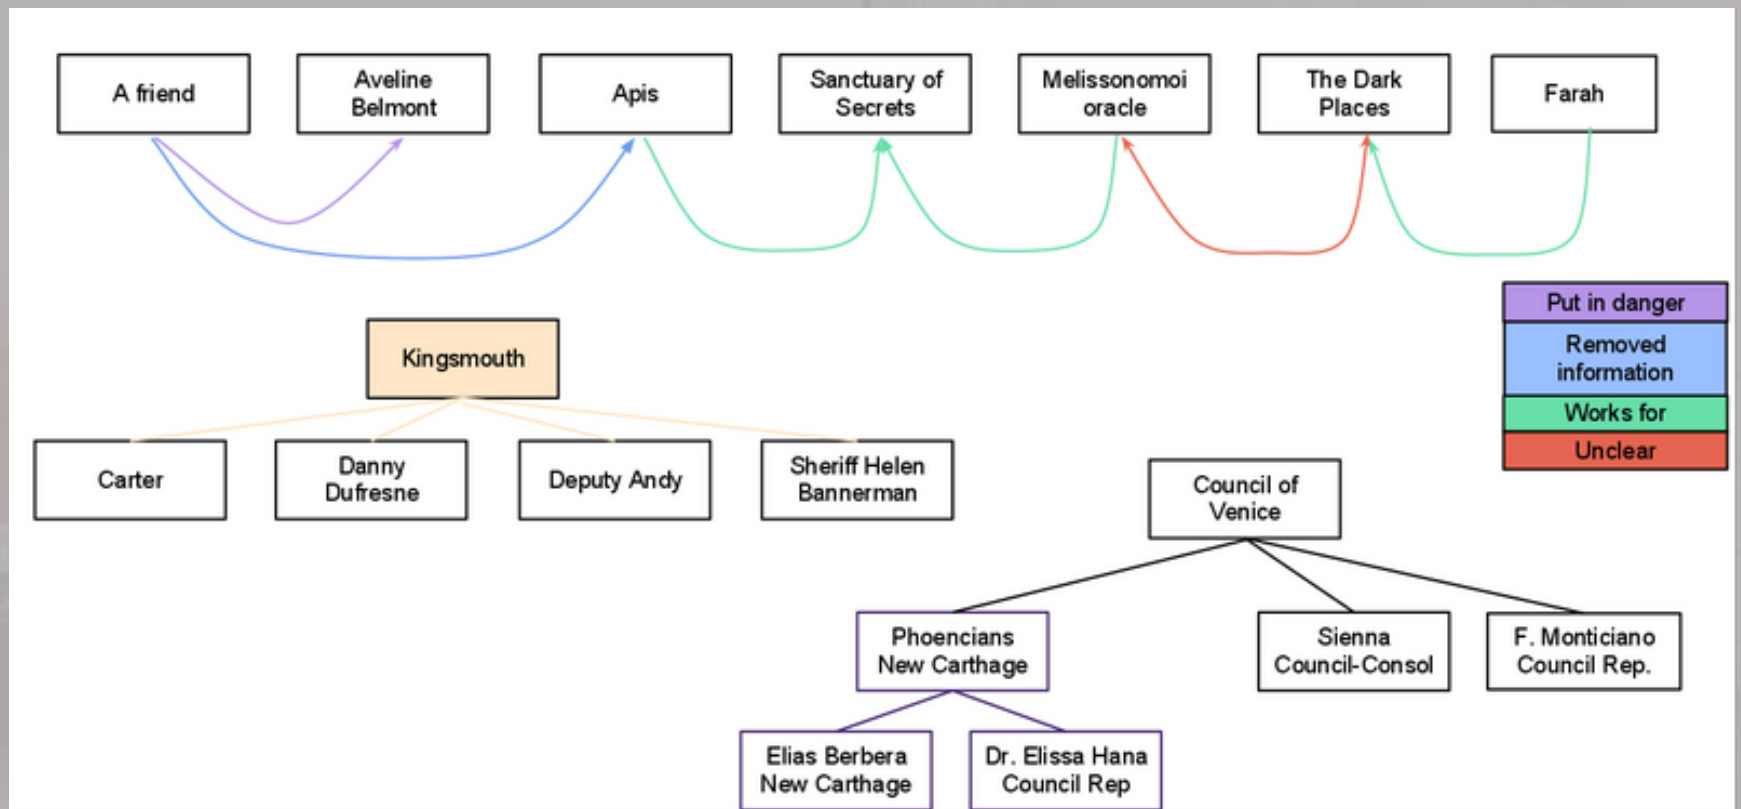 A friend
Aveline
Belmont
Apis
Sanctuary of
Secrets
Melissonomoi
oracle
The Dark
Places
Farah
Put in danger
Removed
information
Works for
Unclear
Kingsmouth
Carter
Danny
Dufresne
Deputy Andy
Sheriff Helen
Bannerman
Council of
Venice
Phoencians
New Carthage
Sienna
Council-Consol
F. Monticiano
Council Rep.
Elias Berbera
New Carthage
Dr. Elissa Hana
Council Rep